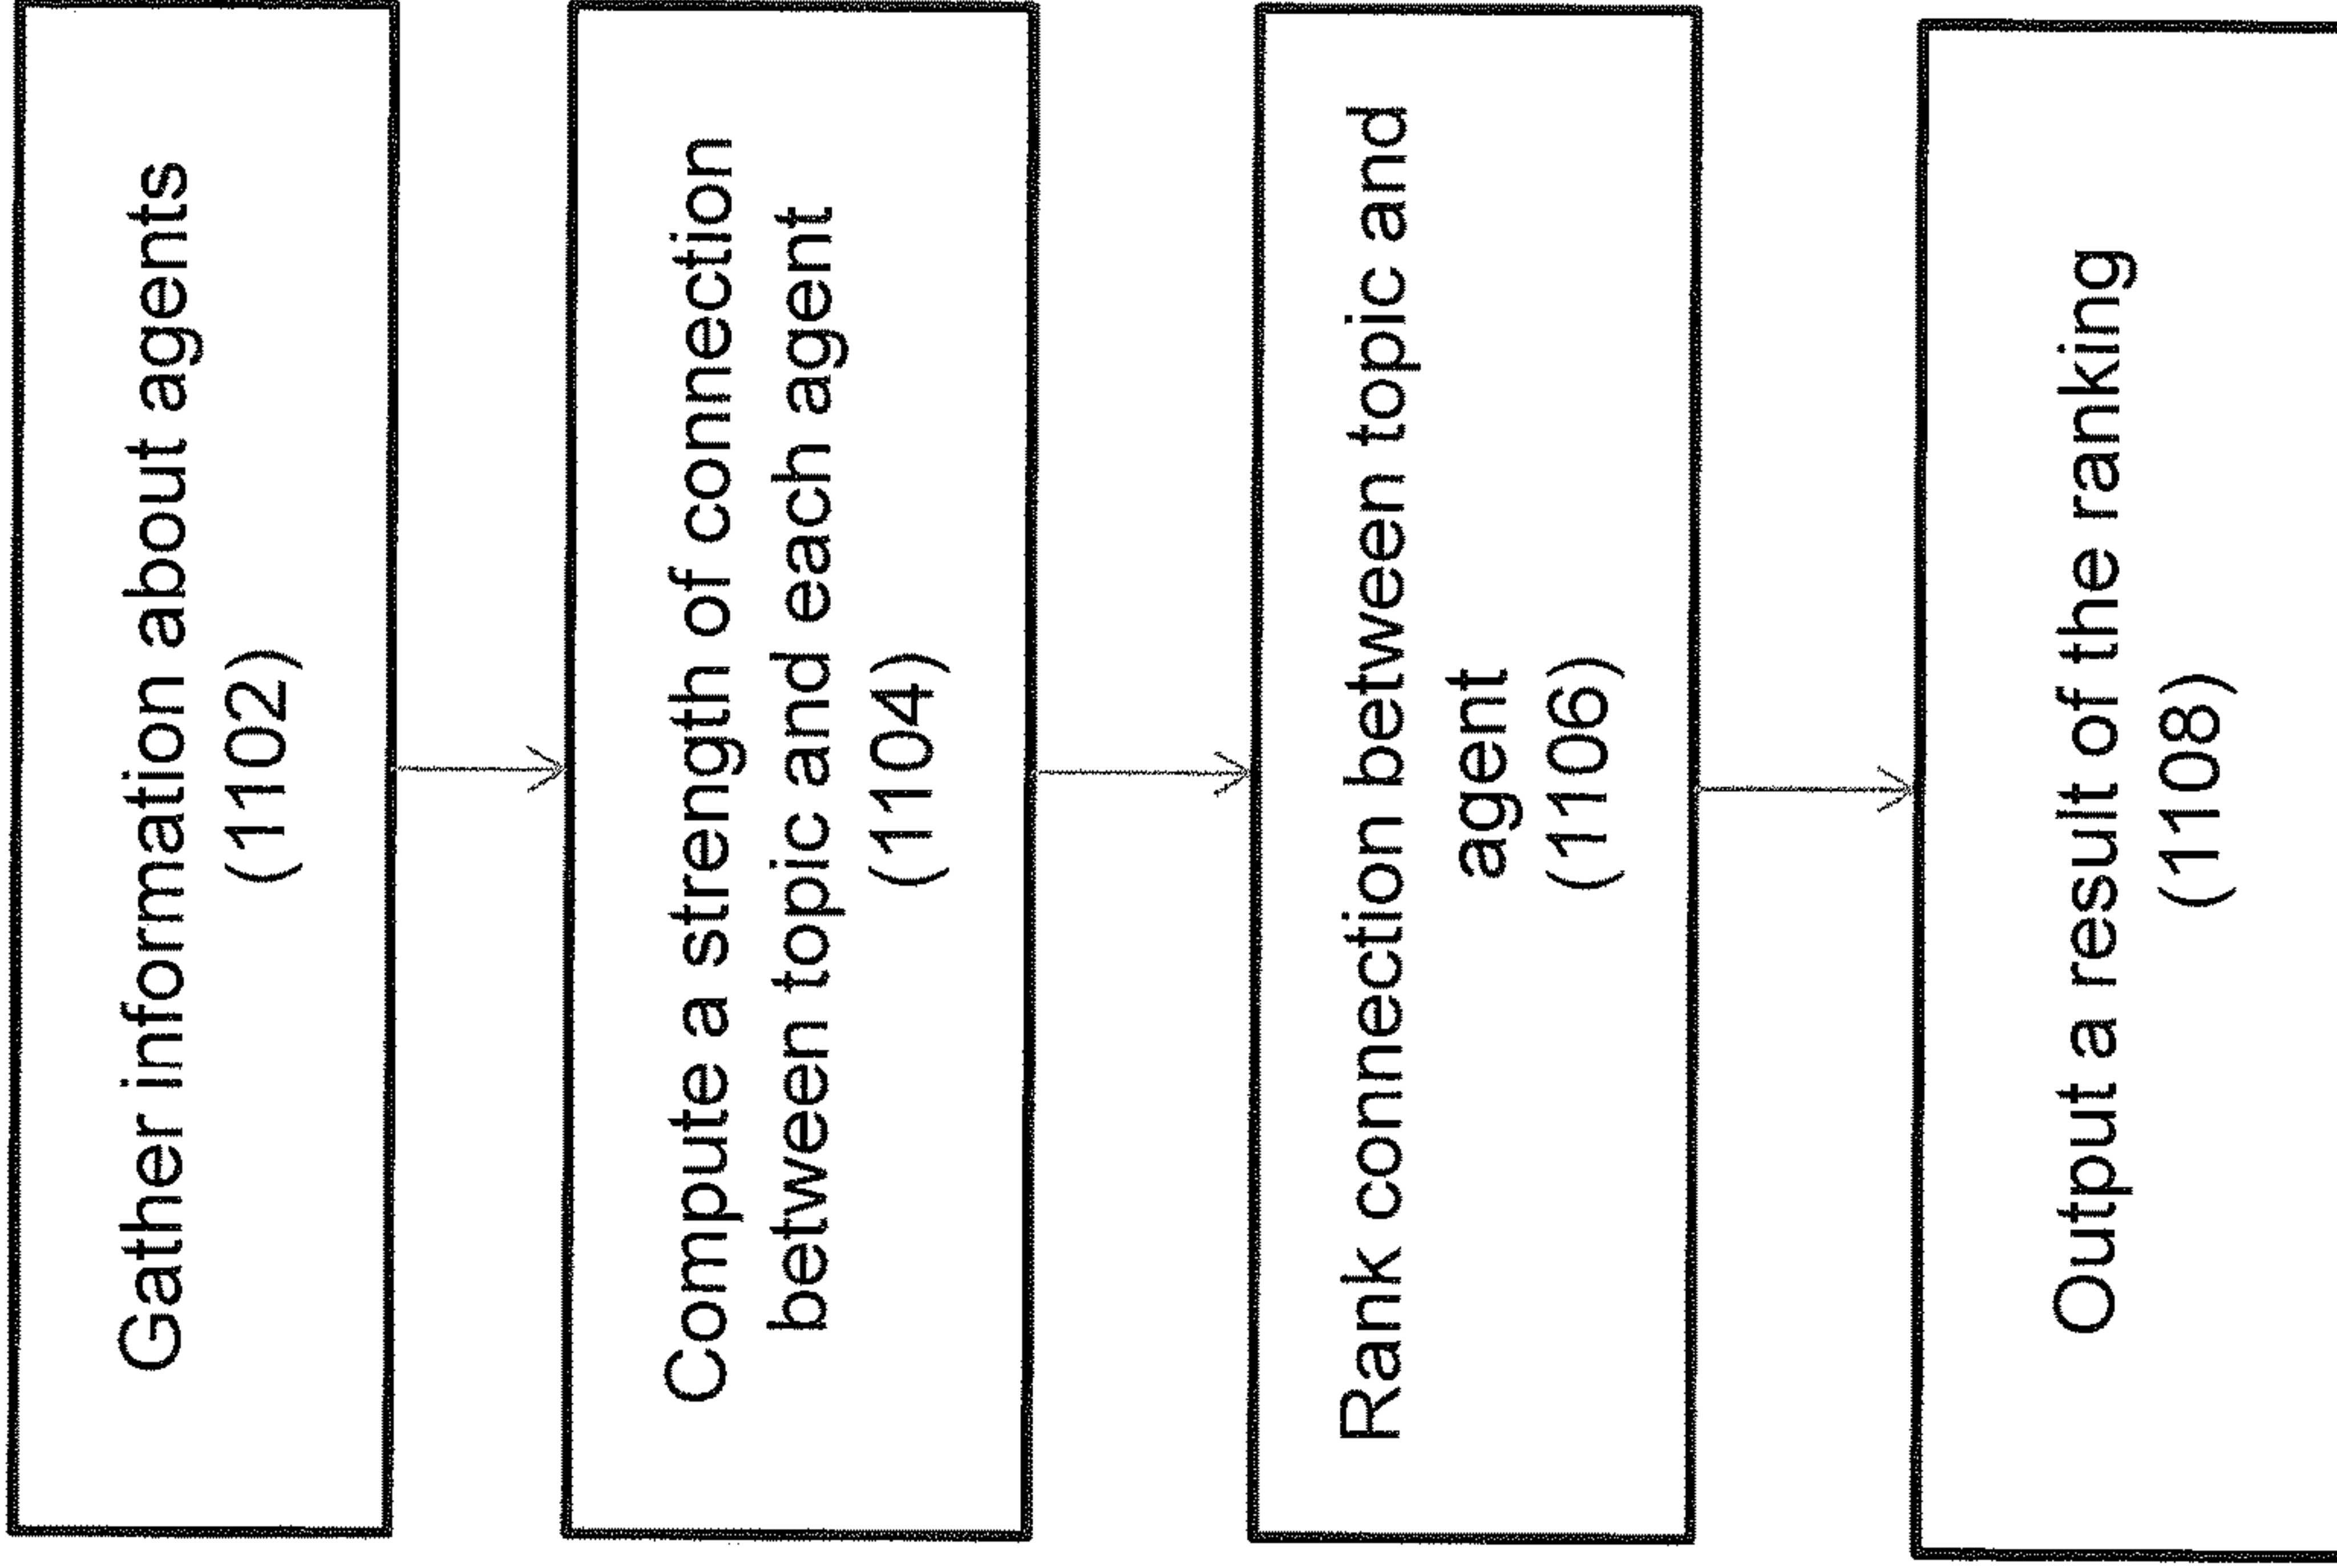 Gather information about agents
(1102)
Compute a strength of connection
between topic and each agent
(1104)
Rank connection between topic and
agent
(1106)
Output a result of the ranking
(1108)